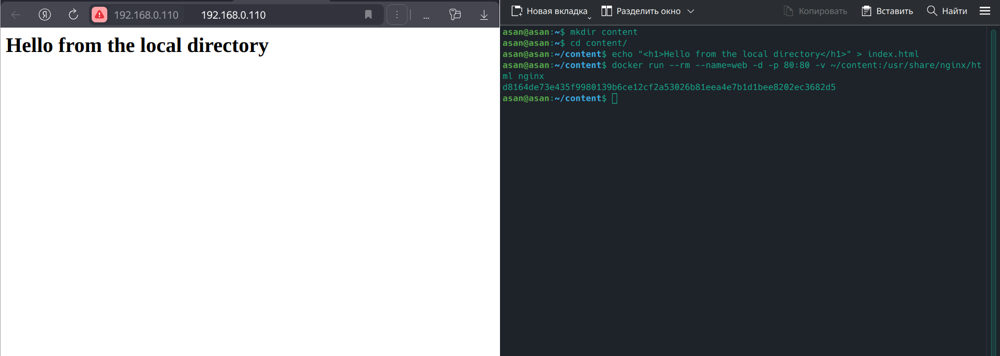 Я 192.168.0.110 192.168.0.110 ...
Hello from the local directory
Новая вкладка Разделить окно Копировать Вставить Найти
asan@asan:~$ mkdir content
asan@asan:~$ cd content/
asan@asan:~/content$ echo "<h1>Hello from the local directory</h1>" > index.html
asan@asan:~/content$ docker run --rm --name=web -d -p 80:80 -v ~/content:/usr/share/nginx/ht
ml nginx
d8164de73e435f9980139b6ce12cf2a53026b81eea4e7b1d1bee8202ec3682d5
asan@asan:~/content$